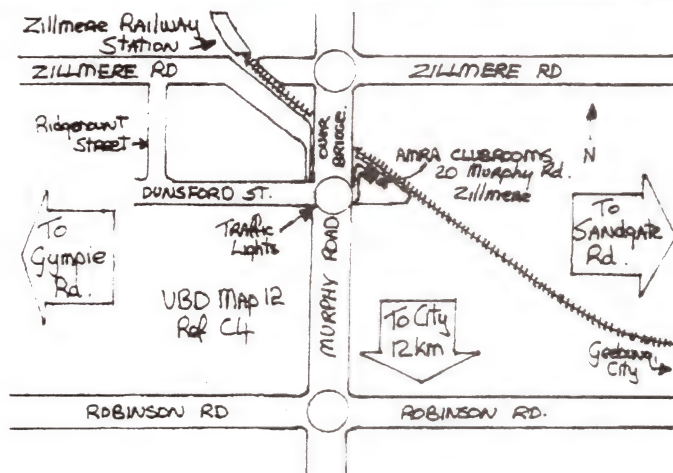 Zillmere Railway
Station
ZILLMERE RD
ZILLMERE RD
Ridgemount
Street
OVER
BRIDGE.
N
AMRA CLUBROOMS
20 Murphy Rd.
Zillmere
DUNSFORD ST.
TRAFFIC
Lights
To
Gympie
Rd.
To
SANDGATE
Rd.
UBD MAP 12
Ref C4
MURPHY ROAD
To City
12km
Geebung,
City
ROBINSON RD
ROBINSON RD.